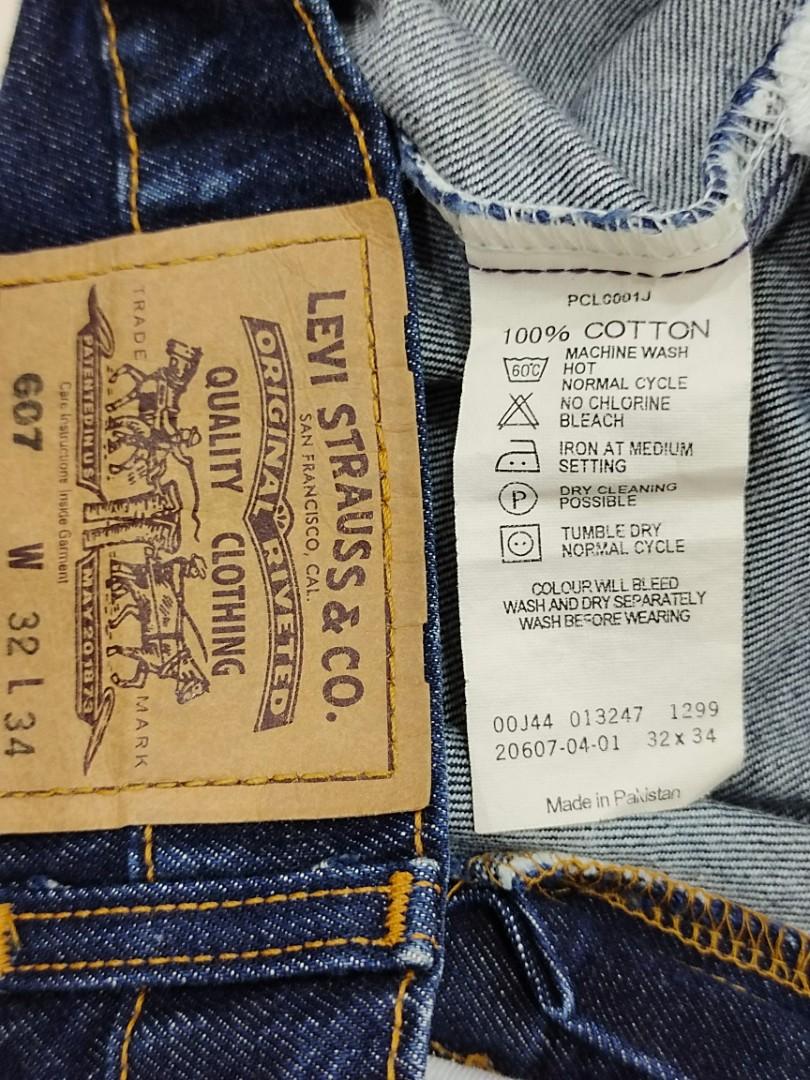 LEVI STRAUSS & CO.
SAN FRANCISCO, CAL.
ORIGINAL RIVETED
QUALITY CLOTHING
TRADE MARK
PATENTED IN U.S. MAY 20 1873
Care Instructions Inside Garment
607 W 32 L 34
PCLC001J
100% COTTON
60℃
MACHINE WASH
HOT
NORMAL CYCLE
NO CHLORINE
BLEACH
IRON AT MEDIUM
SETTING
P
DRY CLEANING
POSSIBLE
TUMBLE DRY
NORMAL CYCLE
COLOUR WILL BLEED
WASH AND DRY SEPARATELY
WASH BEFORE WEARING
00J44 013247 1299
20607-04-01 32 x 34
Made in Pakistan